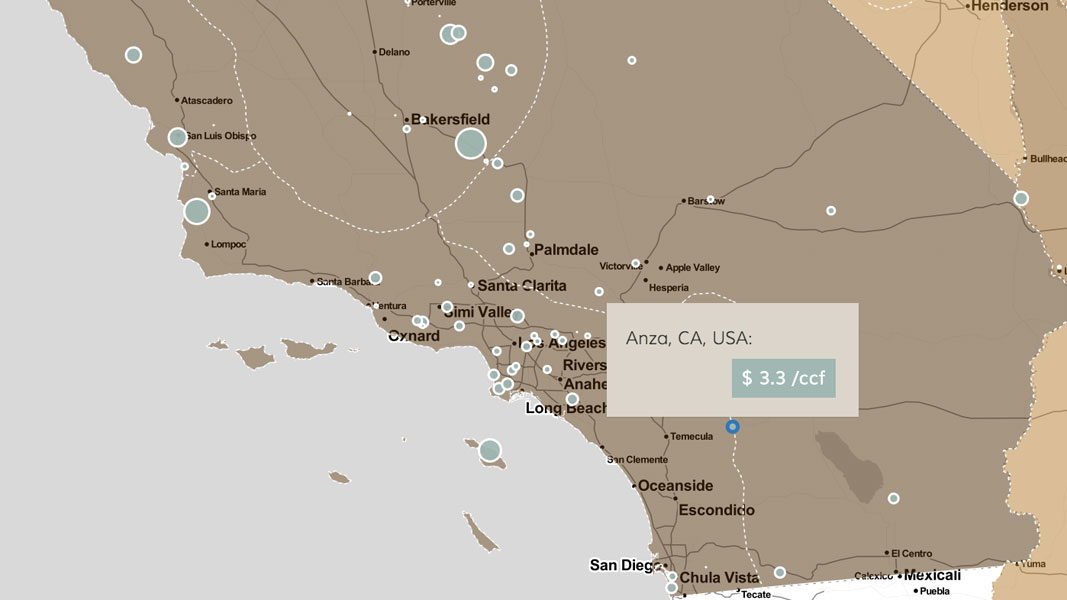 Porterville
Henderson
Delano
Atascadero
Bakersfield
San Luis Obispo
Santa Maria
Barstow
Lompoc
Palmdale
Victorville
Apple Valley
Santa Barbara
Santa Clarita
Hesperia
Ventura
Simi Valley
Oxnard
Los Angeles
Anza, CA, USA:
$ 3.3 /ccf
Rivers
Anahe
Long Beach
Temecula
San Clemente
Oceanside
Escondido
El Centro
San Diego
Yuma
Chula Vista
Calexico
Mexicali
Tecate
Puebla